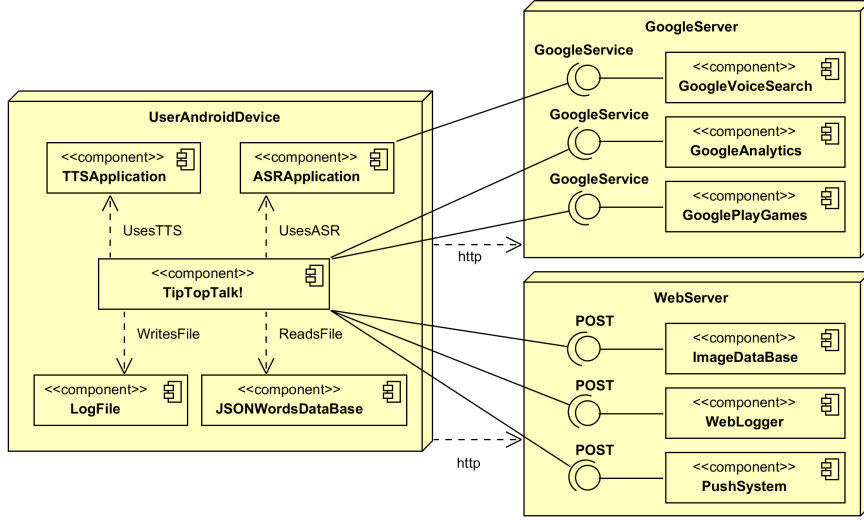 UserAndroidDevice
<<component>>
TTSApplication
<<component>>
ASRApplication
UsesTTS
UsesASR
<<component>>
TipTopTalk!
WritesFile
ReadsFile
<<component>>
LogFile
<<component>>
JSONWordsDataBase
http
http
GoogleServer
GoogleService
<<component>>
GoogleVoiceSearch
GoogleService
<<component>>
GoogleAnalytics
GoogleService
<<component>>
GooglePlayGames
WebServer
POST
<<component>>
ImageDataBase
POST
<<component>>
WebLogger
POST
<<component>>
PushSystem